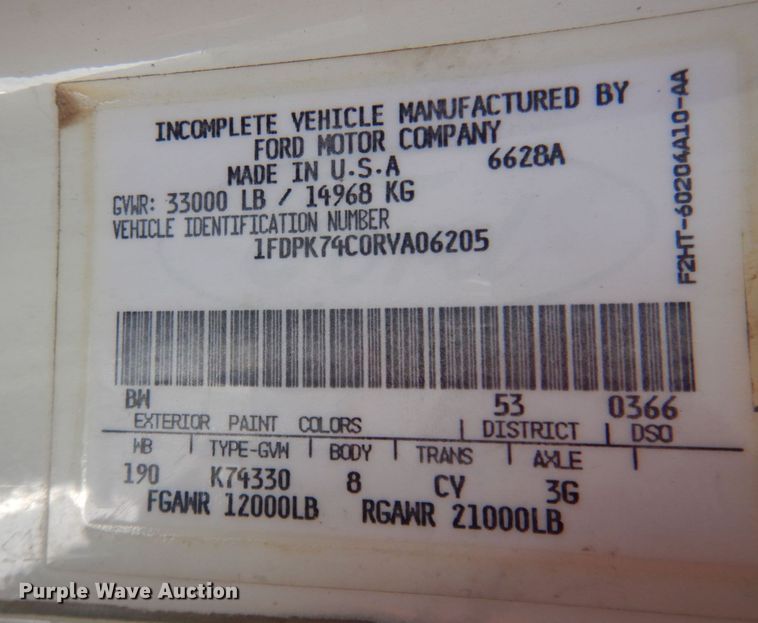 INCOMPLETE VEHICLE MANUFACTURED BY
FORD MOTOR COMPANY
MADE IN U.S.A 6628A
GVWR: 33000 LB / 14968 KG
VEHICLE IDENTIFICATION NUMBER
1FDPK74C0RVA06205
F2HT-60204A10-AA
BW 53 0366
EXTERIOR PAINT COLORS DISTRICT DSO
WB TYPE-GVW BODY TRANS AXLE
190 K74330 8 CY 3G
FGAWR 12000LB RGAWR 21000LB
Purple Wave Auction